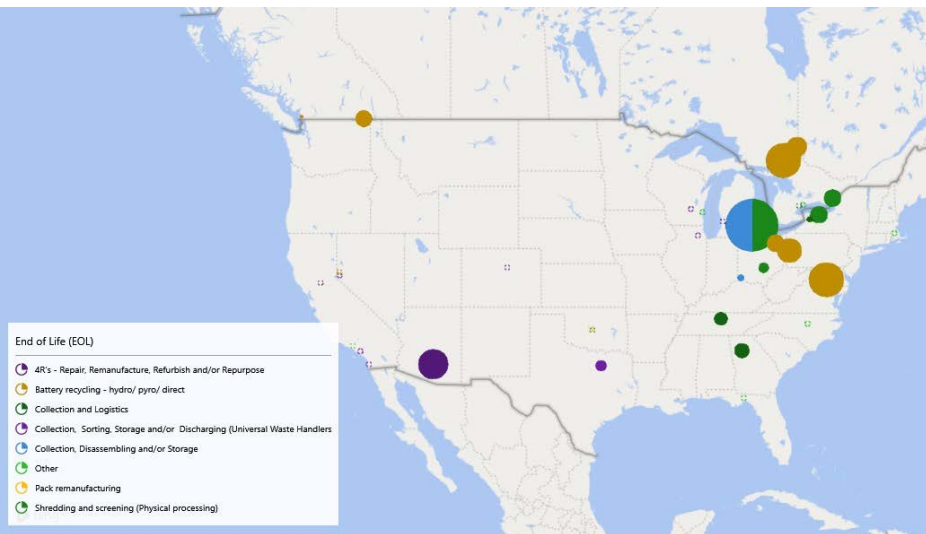 End of Life (EOL)
4R's - Repair, Remanufacture, Refurbish and/or Repurpose
Battery recycling - hydro/ pyro/ direct
Collection and Logistics
Collection, Sorting, Storage and/or Discharging (Universal Waste Handlers
Collection, Disassembling and/or Storage
Other
Pack remanufacturing
Shredding and screening (Physical processing)